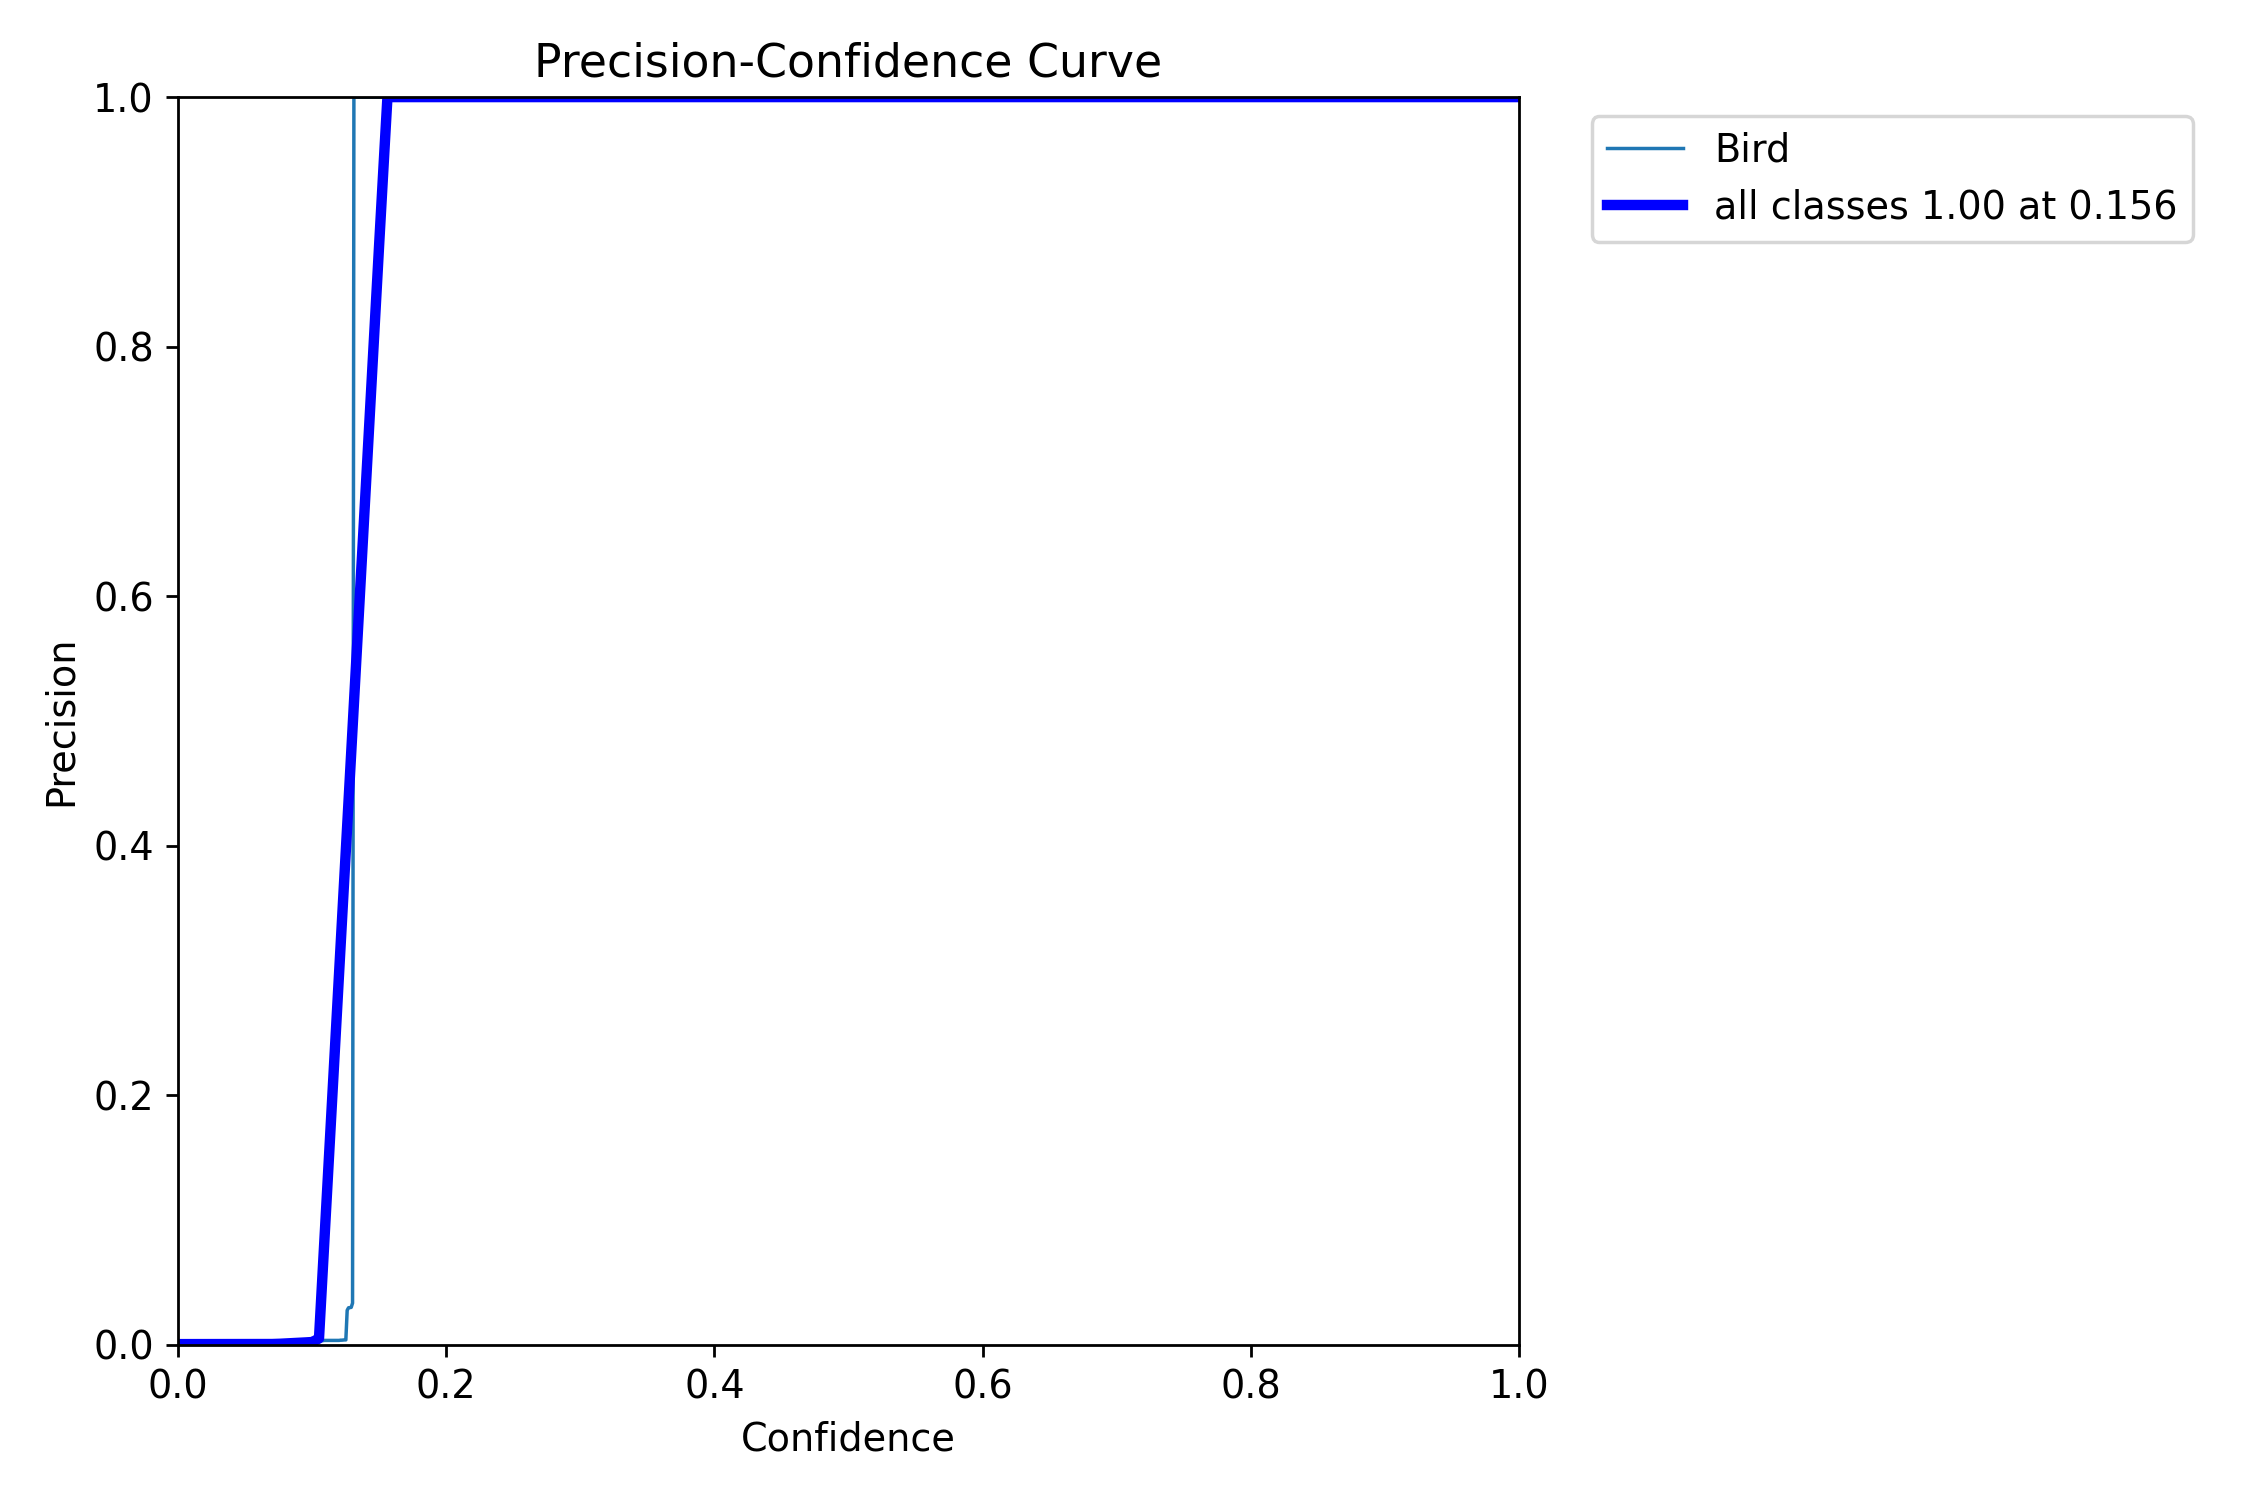 Precision-Confidence Curve
1.0
0.8
0.6
0.4
0.2
0.0
Precision
0.0 0.2 0.4 0.6 0.8 1.0
Confidence
Bird
all classes 1.00 at 0.156